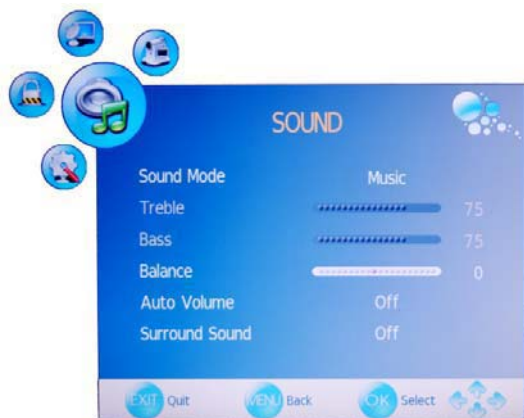 SOUND
Sound Mode Music
Treble 75
Bass 75
Balance 0
Auto Volume Off
Surround Sound Off
EXIT Quit MENU Back OK Select